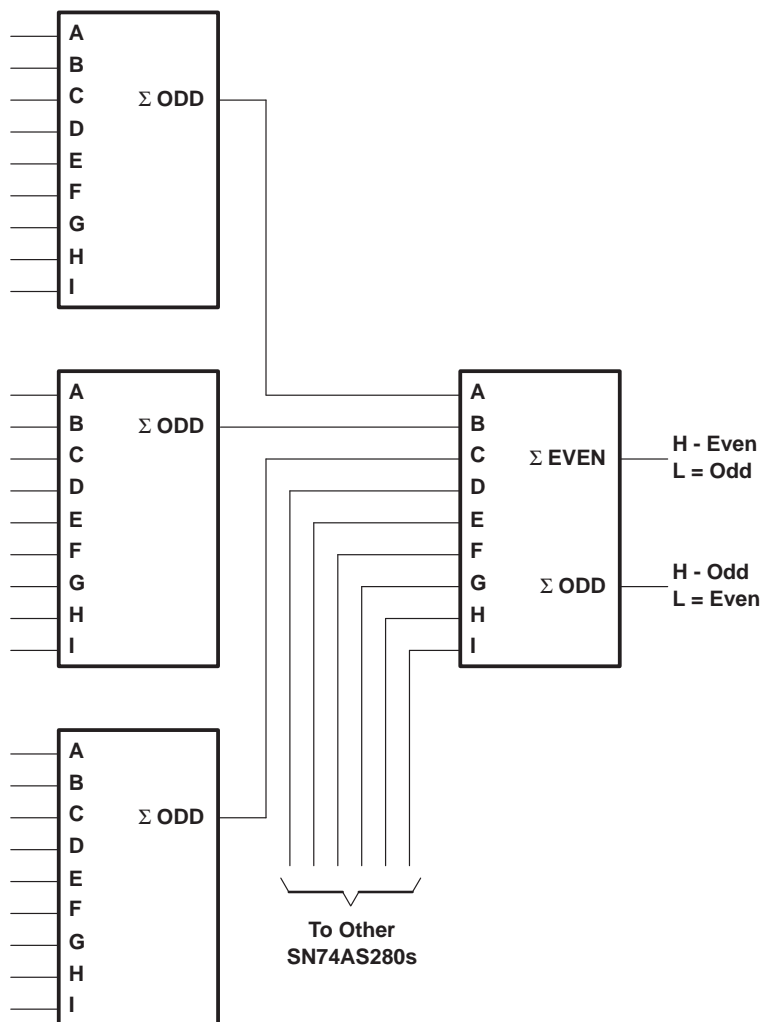 A
B
C
D
E
F
G
H
I
Σ ODD
A
B
C
D
E
F
G
H
I
Σ ODD
A
B
C
D
E
F
G
H
I
Σ ODD
A
B
C
D
E
F
G
H
I
Σ EVEN
Σ ODD
H - Even
L = Odd
H - Odd
L = Even
To Other
SN74AS280s